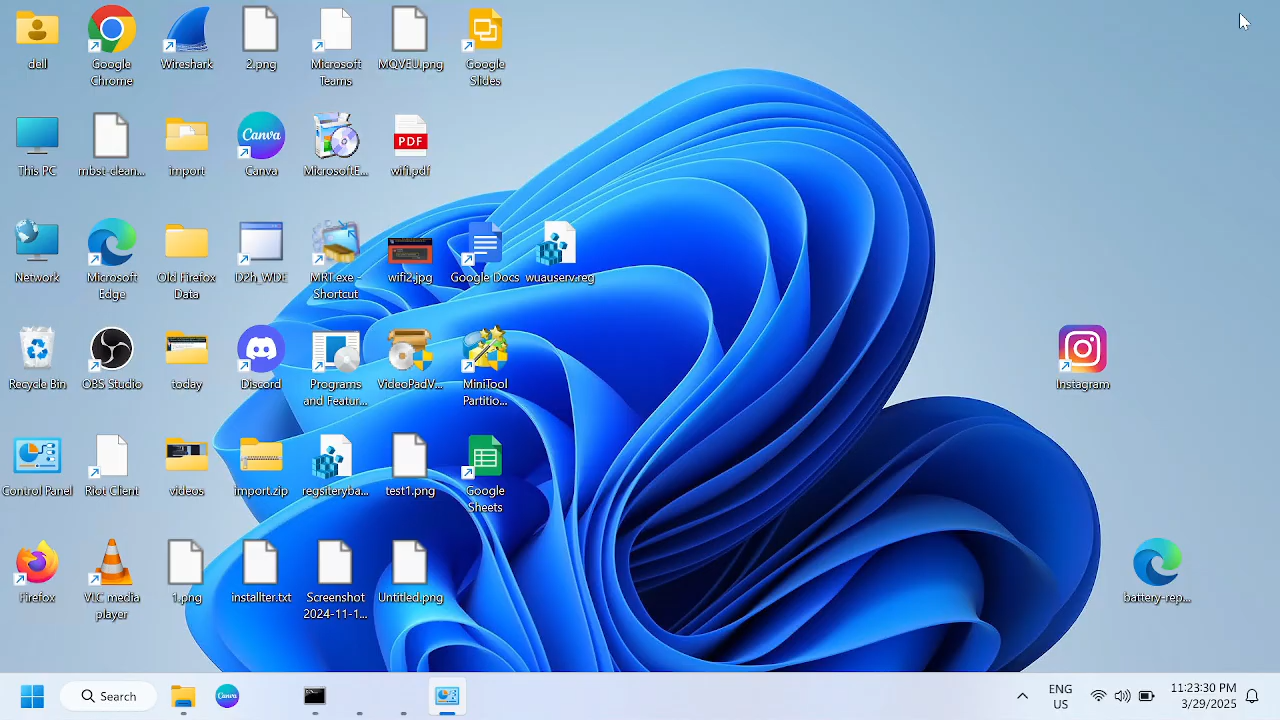 dell
Google
Chrome
Wireshark
2.png
Microsoft
Teams
MQVEU.png
Google
Slides
This PC
mbst-clean...
import
Canva
Canva
MicrosoftE...
PDF
wifi.pdf
Network
Microsoft
Edge
Old Firefox
Data
D2h_WDE
MRT.exe -
Shortcut
wifi2.jpg
Google Docs
wuauserv.reg
Recycle Bin
OBS Studio
today
Discord
Programs
and Featur...
VideoPadV...
MiniTool
Partitio...
Instagram
Control Panel
Riot Client
videos
import.zip
regsiteryba...
test1.png
Google
Sheets
Firefox
VLC media
player
1.png
installter.txt
Screenshot
2024-11-1...
Untitled.png
battery-rep...
Search
Canva
ENG
US
11:23:30 PM
3/29/2025